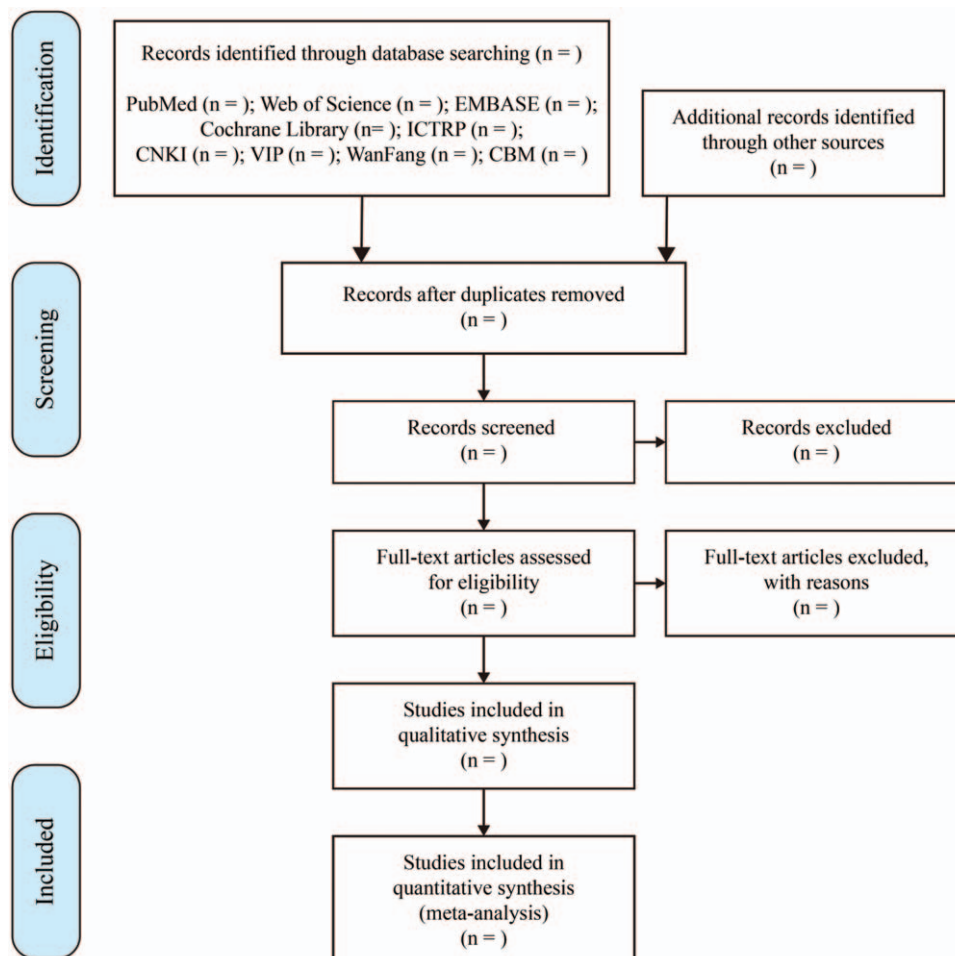 Identification
Records identified through database searching (n = )
PubMed (n = ); Web of Science (n = ); EMBASE (n = );
Cochrane Library (n= ); ICTRP (n = );
CNKI (n = ); VIP (n = ); WanFang (n = ); CBM (n = )
Additional records identified
through other sources
(n = )
Screening
Records after duplicates removed
(n = )
Records screened
(n = )
Records excluded
(n = )
Eligibility
Full-text articles assessed
for eligibility
(n = )
Full-text articles excluded,
with reasons
(n = )
Studies included in
qualitative synthesis
(n = )
Included
Studies included in
quantitative synthesis
(meta-analysis)
(n = )